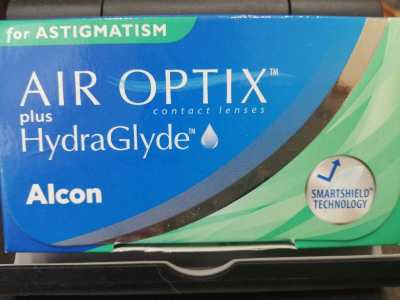 for ASTIGMATISM
AIR OPTIX™
contact lenses
plus
HydraGlyde™
Alcon
SMARTSHIELD™
TECHNOLOGY